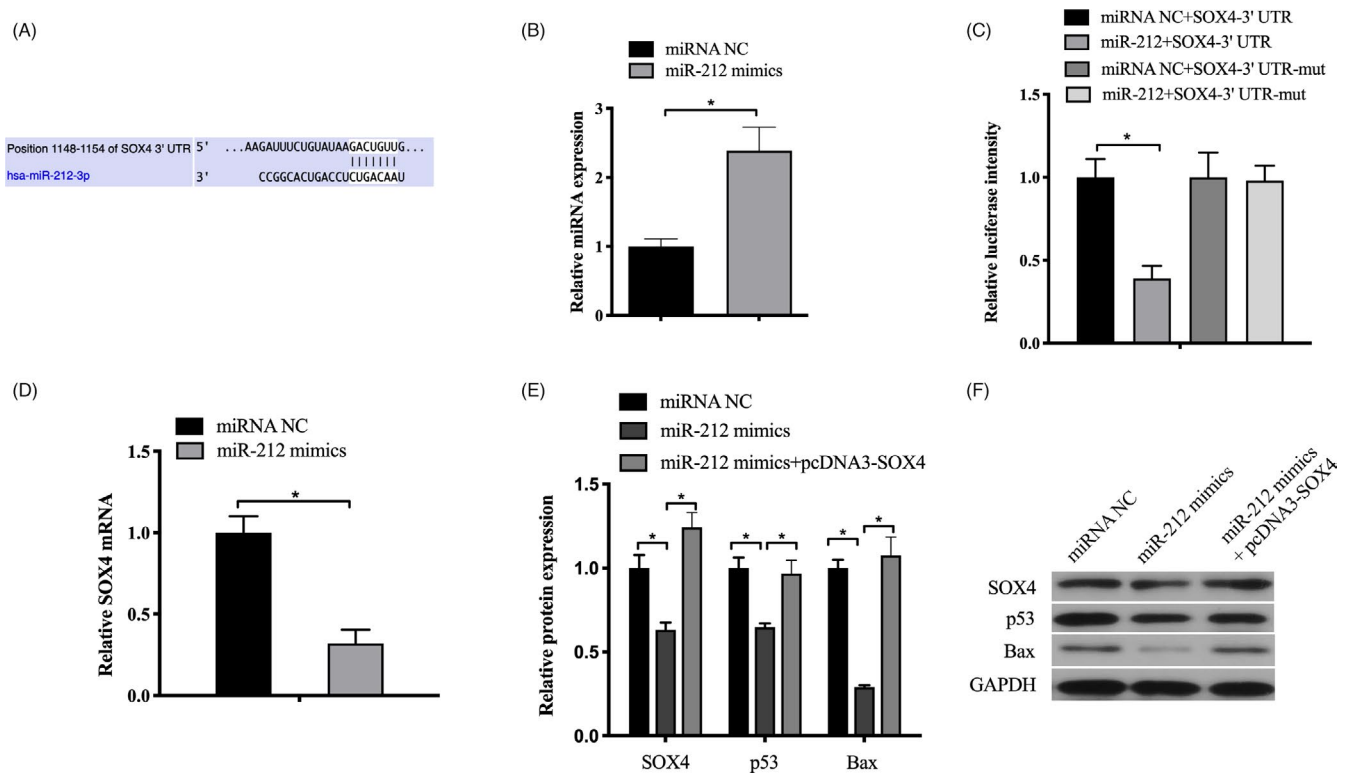 (A)
Position 1148-1154 of SOX4 3' UTR 5' ...AAGAUUUCUGUAUAAGACUGUUG...
hsa-miR-212-3p 3' CCGGCACUGACCUCUGACAAU
(B)
miRNA NC
miR-212 mimics
*
Relative miRNA expression
3
2
1
0
(C)
miRNA NC+SOX4-3' UTR
miR-212+SOX4-3' UTR
miRNA NC+SOX4-3' UTR-mut
miR-212+SOX4-3' UTR-mut
*
Relative luciferase intensity
1.5
1.0
0.5
0.0
(D)
miRNA NC
miR-212 mimics
*
Relative SOX4 mRNA
1.5
1.0
0.5
0.0
(E)
miRNA NC
miR-212 mimics
miR-212 mimics+pcDNA3-SOX4
Relative protein expression
1.5
1.0
0.5
0.0
* * * * * *
SOX4 p53 Bax
(F)
miRNA NC
miR-212 mimics
miR-212 mimics
+ pcDNA3-SOX4
SOX4
p53
Bax
GAPDH